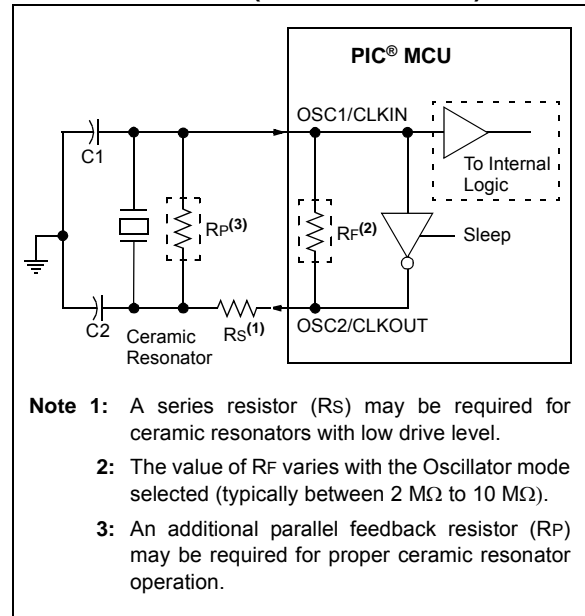 PIC® MCU
OSC1/CLKIN
C1
To Internal
Logic
RP(3)
RF(2)
Sleep
C2
Ceramic
Resonator
RS(1)
OSC2/CLKOUT
Note 1: A series resistor (RS) may be required for
ceramic resonators with low drive level.
2: The value of RF varies with the Oscillator mode
selected (typically between 2 MΩ to 10 MΩ).
3: An additional parallel feedback resistor (RP)
may be required for proper ceramic resonator
operation.